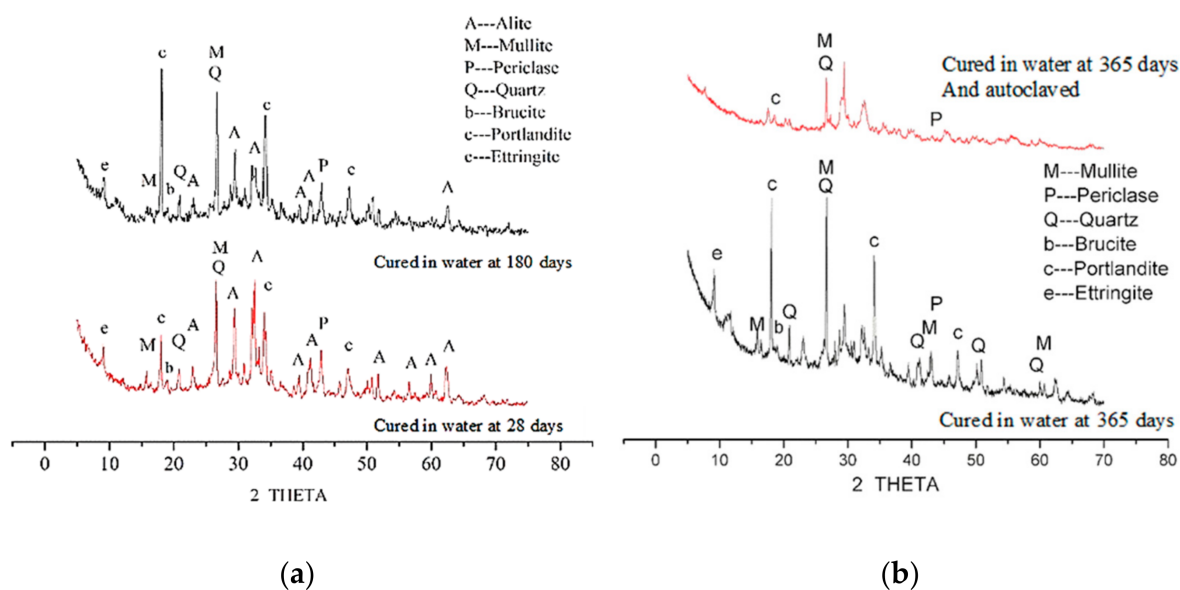 A---Alite
M---Mullite
P---Periclase
Q---Quartz
b---Brucite
c---Portlandite
c---Ettringite
c
M
Q
A
c
e
M
b
Q
A
A
A
A
P
c
A
Cured in water at 180 days
M
Q
A
A
c
e
M
c
b
Q
A
A
A
P
c
A
A
A
A
Cured in water at 28 days
0 10 20 30 40 50 60 70 80
2 THETA
(a)
M
Q
Cured in water at 365 days
And autoclaved
c
P
M---Mullite
P---Periclase
Q---Quartz
b---Brucite
c---Portlandite
e---Ettringite
e
c
M
Q
c
M
b
Q
Q
P
M
c
Q
M
Q
Cured in water at 365 days
0 10 20 30 40 50 60 70 80
2 THETA
(b)